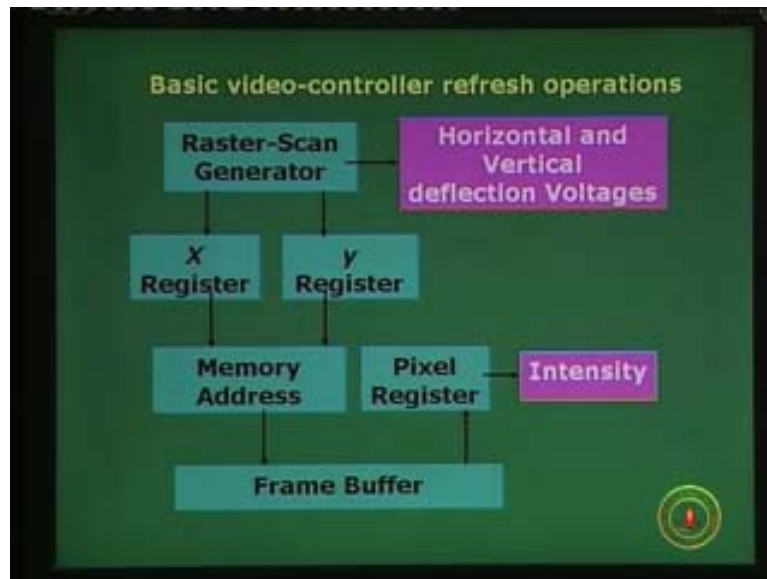 Basic video-controller refresh operations
Raster-Scan
Generator
Horizontal and
Vertical
deflection Voltages
X
Register
y
Register
Memory
Address
Pixel
Register
Intensity
Frame Buffer